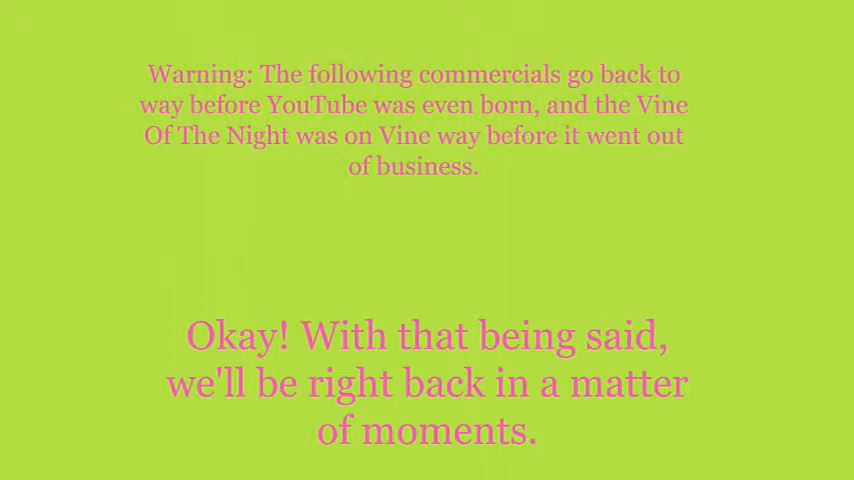 Warning: The following commercials go back to
way before YouTube was even born, and the Vine
Of The Night was on Vine way before it went out
of business.
Okay! With that being said,
we'll be right back in a matter
of moments.